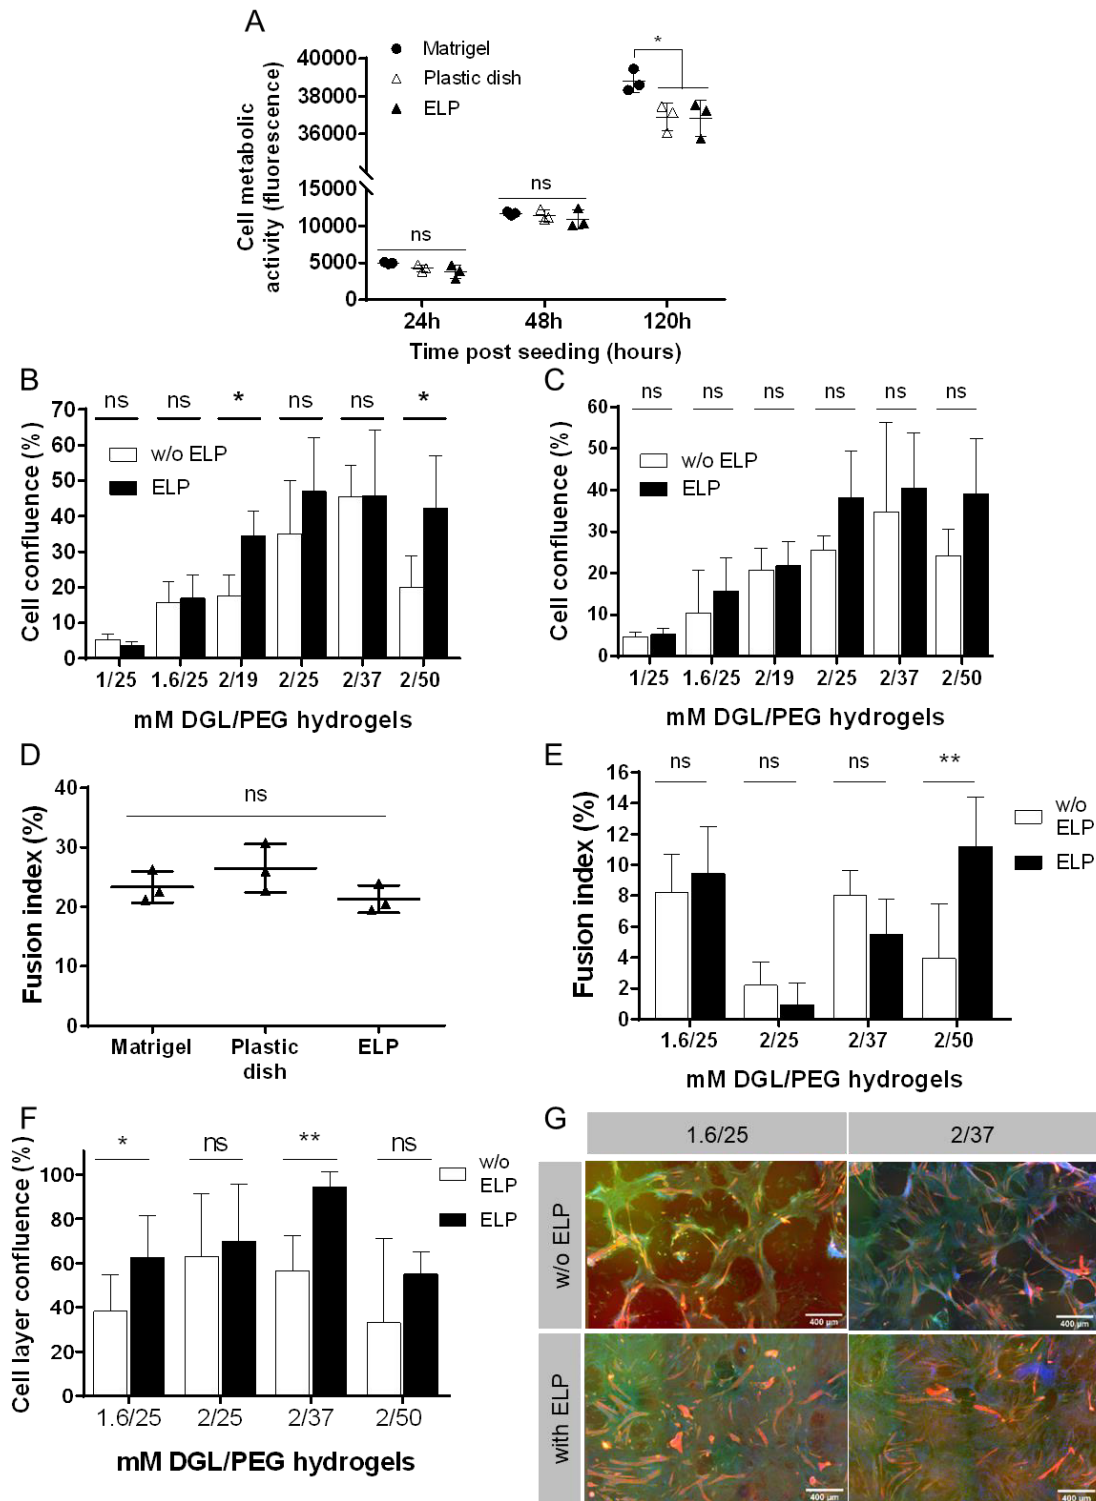 A
Cell metabolic
activity (fluorescence)
Matrigel
Plastic dish
ELP
40000
38000
36000
15000
10000
5000
0
ns
ns
*
24h
48h
120h
Time post seeding (hours)
B
Cell confluence (%)
70
60
50
40
30
20
10
0
ns
ns
*
ns
ns
*
w/o ELP
ELP
1/25
1.6/25
2/19
2/25
2/37
2/50
mM DGL/PEG hydrogels
C
Cell confluence (%)
60
50
40
30
20
10
0
ns
ns
ns
ns
ns
ns
w/o ELP
ELP
1/25
1.6/25
2/19
2/25
2/37
2/50
mM DGL/PEG hydrogels
D
Fusion index (%)
40
30
20
10
0
ns
Matrigel
Plastic
dish
ELP
E
Fusion index (%)
16
14
12
10
8
6
4
2
0
ns
ns
ns
**
w/o
ELP
ELP
1.6/25
2/25
2/37
2/50
mM DGL/PEG hydrogels
F
Cell layer confluence (%)
100
80
60
40
20
0
*
ns
**
ns
w/o
ELP
ELP
1.6/25
2/25
2/37
2/50
mM DGL/PEG hydrogels
G
1.6/25
2/37
w/o ELP
with ELP
400 µm
400 µm
400 µm
400 µm